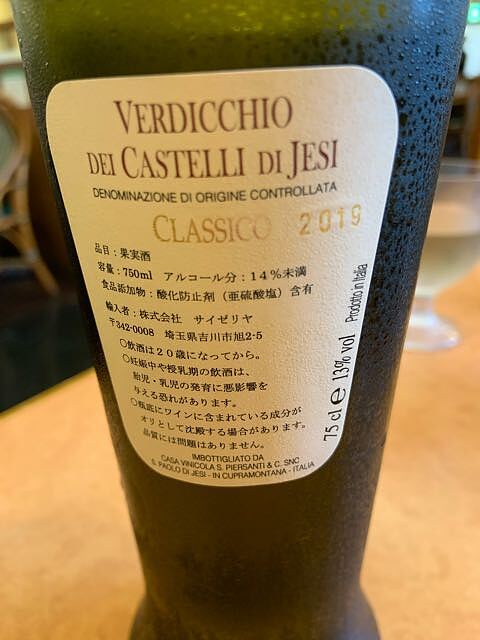 VERDICCHIO
DEI CASTELLI DI JESI
DENOMINAZIONE DI ORIGINE CONTROLLATA
CLASSICO 2019
品目：果実酒
容量：750ml アルコール分：14％未満
食品添加物：酸化防止剤（亜硫酸塩）含有
輸入者：株式会社 サイゼリヤ
〒342-0008 埼玉県吉川市旭2-5
○飲酒は２０歳になってから。
○妊娠中や授乳期の飲酒は、
胎児・乳児の発育に悪影響を
与える恐れがあります。
○瓶底にワインに含まれている成分が
オリとして沈殿する場合があります。
品質には問題はありません。
IMBOTTIGLIATO DA
CASA VINICOLA S. PIERSANTI & C. SNC
S. PAOLO DI JESI - IN CUPRAMONTANA - ITALIA
75 cl e 13% vol Prodotto in Italia